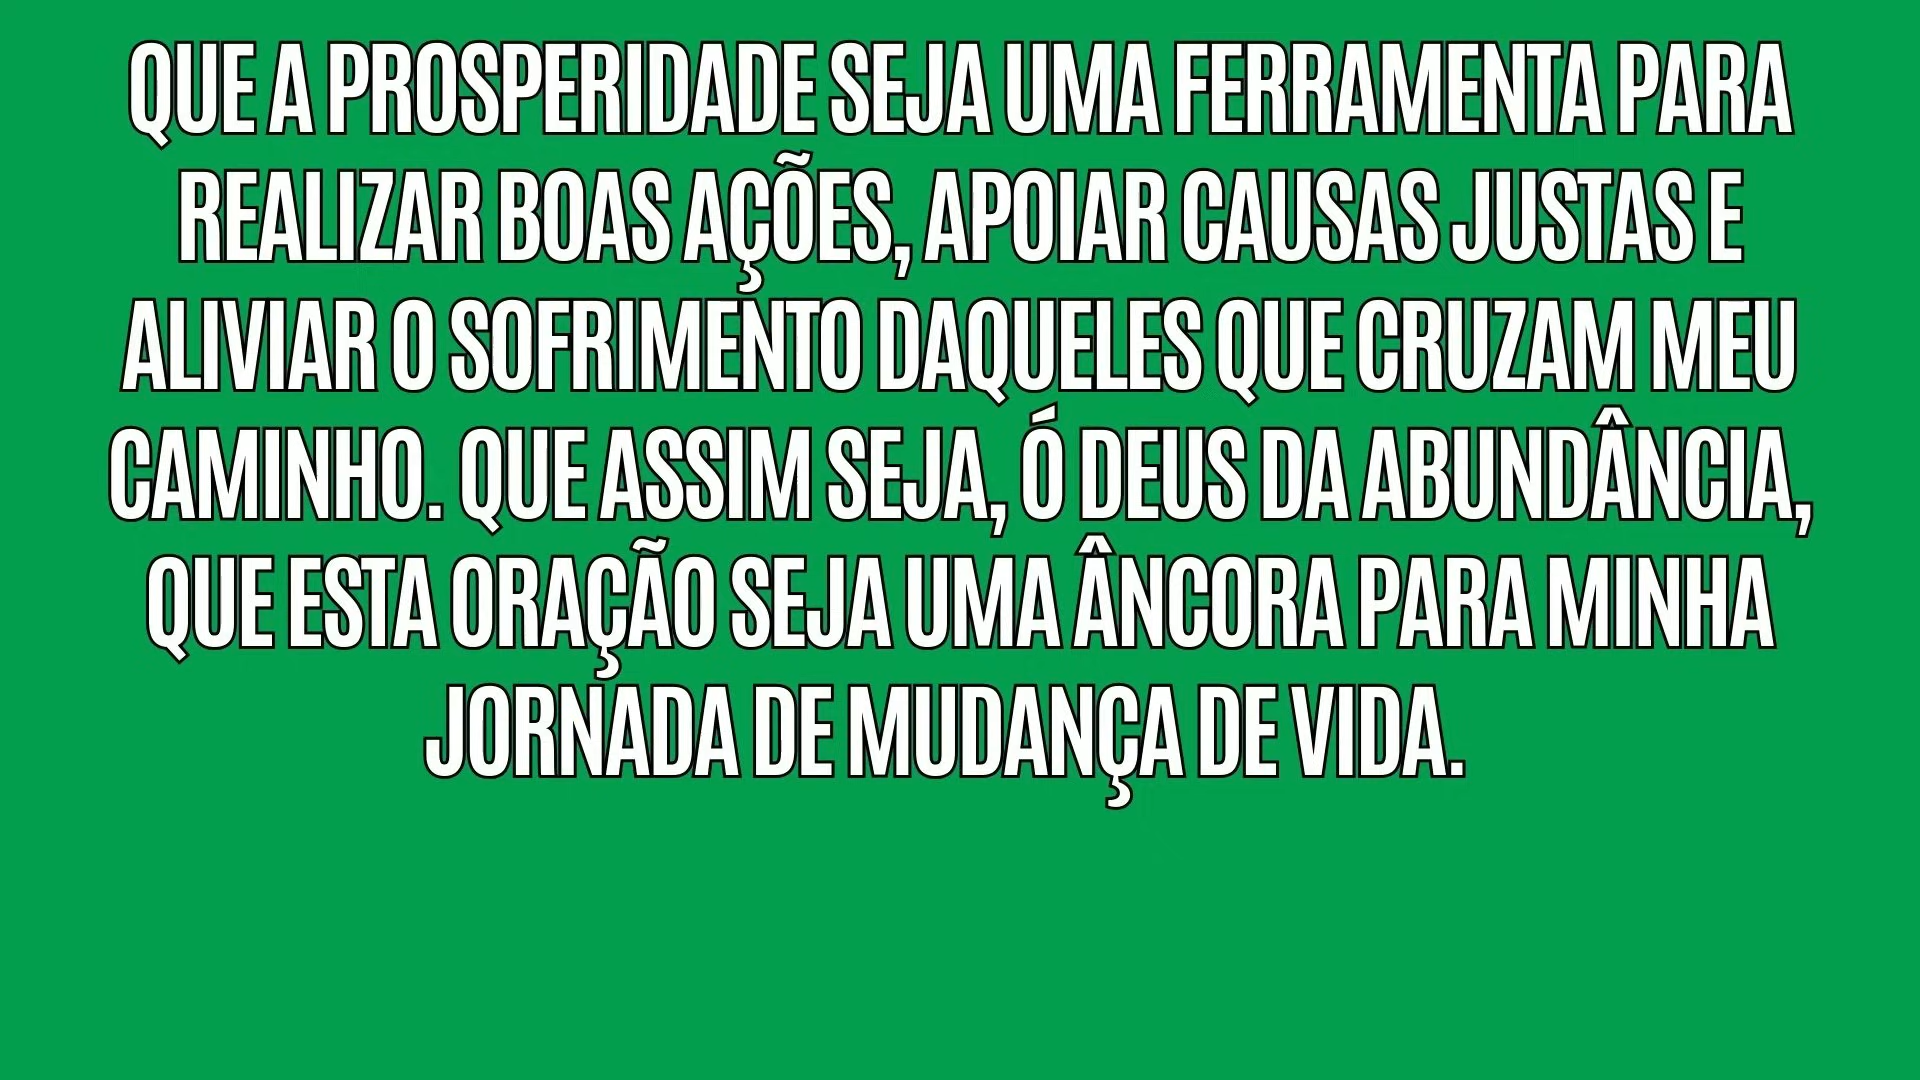 QUE A PROSPERIDADE SEJA UMA FERRAMENTA PARA
REALIZAR BOAS AÇÕES, APOIAR CAUSAS JUSTAS E
ALIVIAR O SOFRIMENTO DAQUELES QUE CRUZAM MEU
CAMINHO. QUE ASSIM SEJA, Ó DEUS DA ABUNDÂNCIA,
QUE ESTA ORAÇÃO SEJA UMA ÂNCORA PARA MINHA
JORNADA DE MUDANÇA DE VIDA.